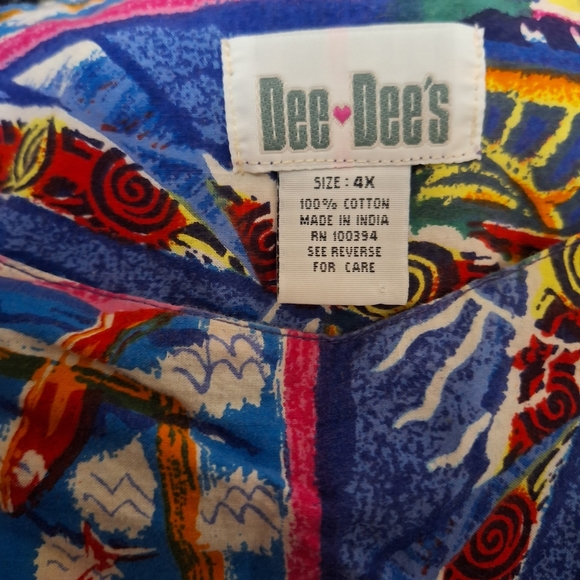 Dee Dee's
SIZE : 4X
100% COTTON
MADE IN INDIA
RN 100394
SEE REVERSE
FOR CARE